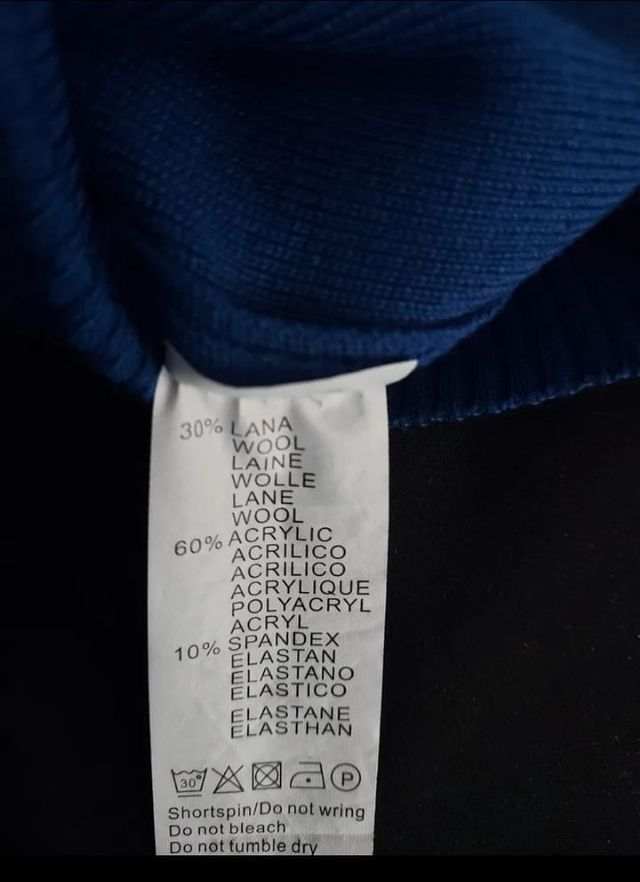 30% LANA
WOOL
LAINE
WOLLE
LANE
WOOL
60% ACRYLIC
ACRILICO
ACRILICO
ACRYLIQUE
POLYACRYL
ACRYL
10% SPANDEX
ELASTAN
ELASTANO
ELASTICO
ELASTANE
ELASTHAN
30° P
Shortspin/Do not wring
Do not bleach
Do not tumble dry